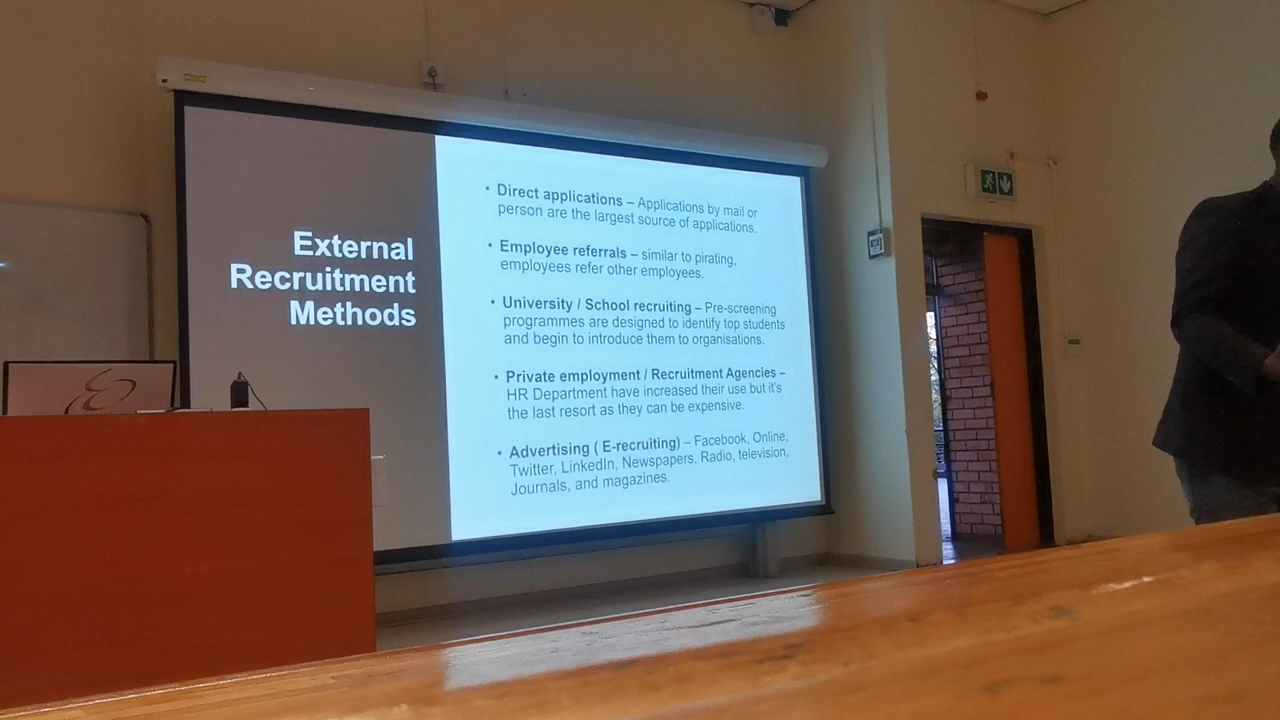 External
Recruitment
Methods
• Direct applications – Applications by mail or
person are the largest source of applications.
• Employee referrals – similar to pirating,
employees refer other employees.
• University / School recruiting – Pre-screening
programmes are designed to identify top students
and begin to introduce them to organisations.
• Private employment / Recruitment Agencies –
HR Department have increased their use but it's
the last resort as they can be expensive.
• Advertising ( E-recruiting) – Facebook, Online,
Twitter, LinkedIn, Newspapers, Radio, television,
Journals, and magazines.